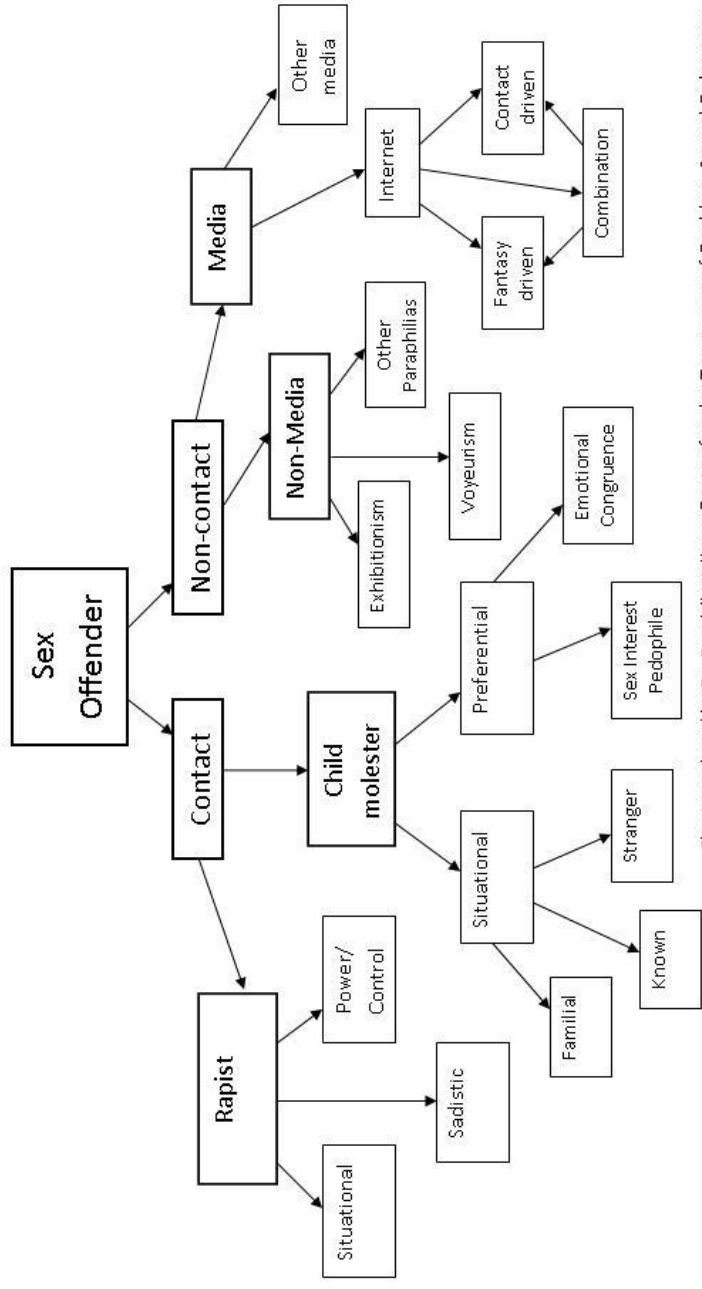 Sex
Offender
Contact
Non-contact
Rapist
Child
molester
Non-Media
Media
Situational
Sadistic
Power/
Control
Situational
Preferential
Familial
Known
Stranger
Sex Interest
Pedophile
Emotional
Congruence
Exhibitionism
Voyeurism
Other
Paraphilias
Internet
Other
media
Fantasy
driven
Contact
driven
Combination